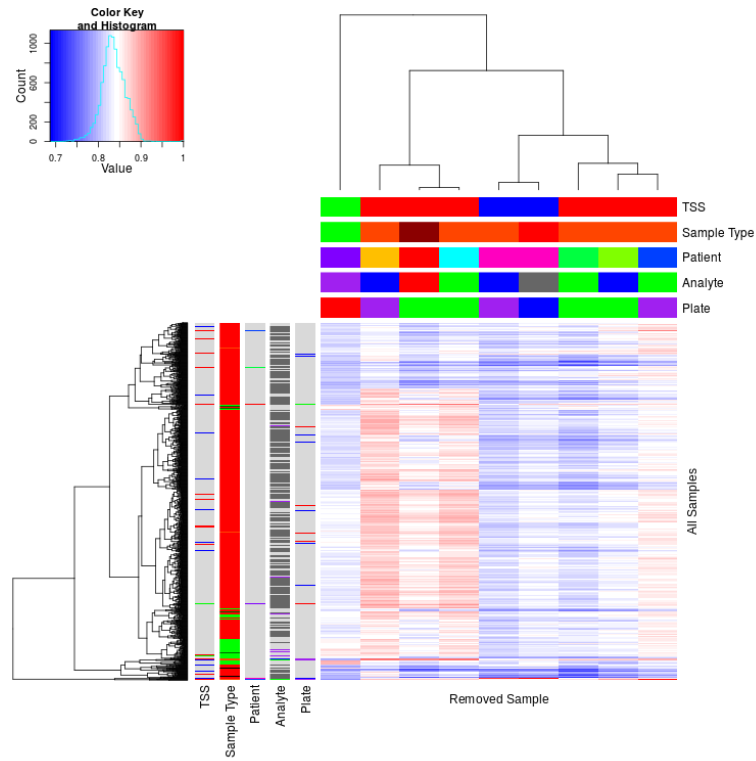 Color Key
and Histogram
Count
0
200
600
1000
0.7 0.8 0.9 1
Value
TSS
Sample Type
Patient
Analyte
Plate
All Samples
TSS
Sample Type
Patient
Analyte
Plate
Removed Sample